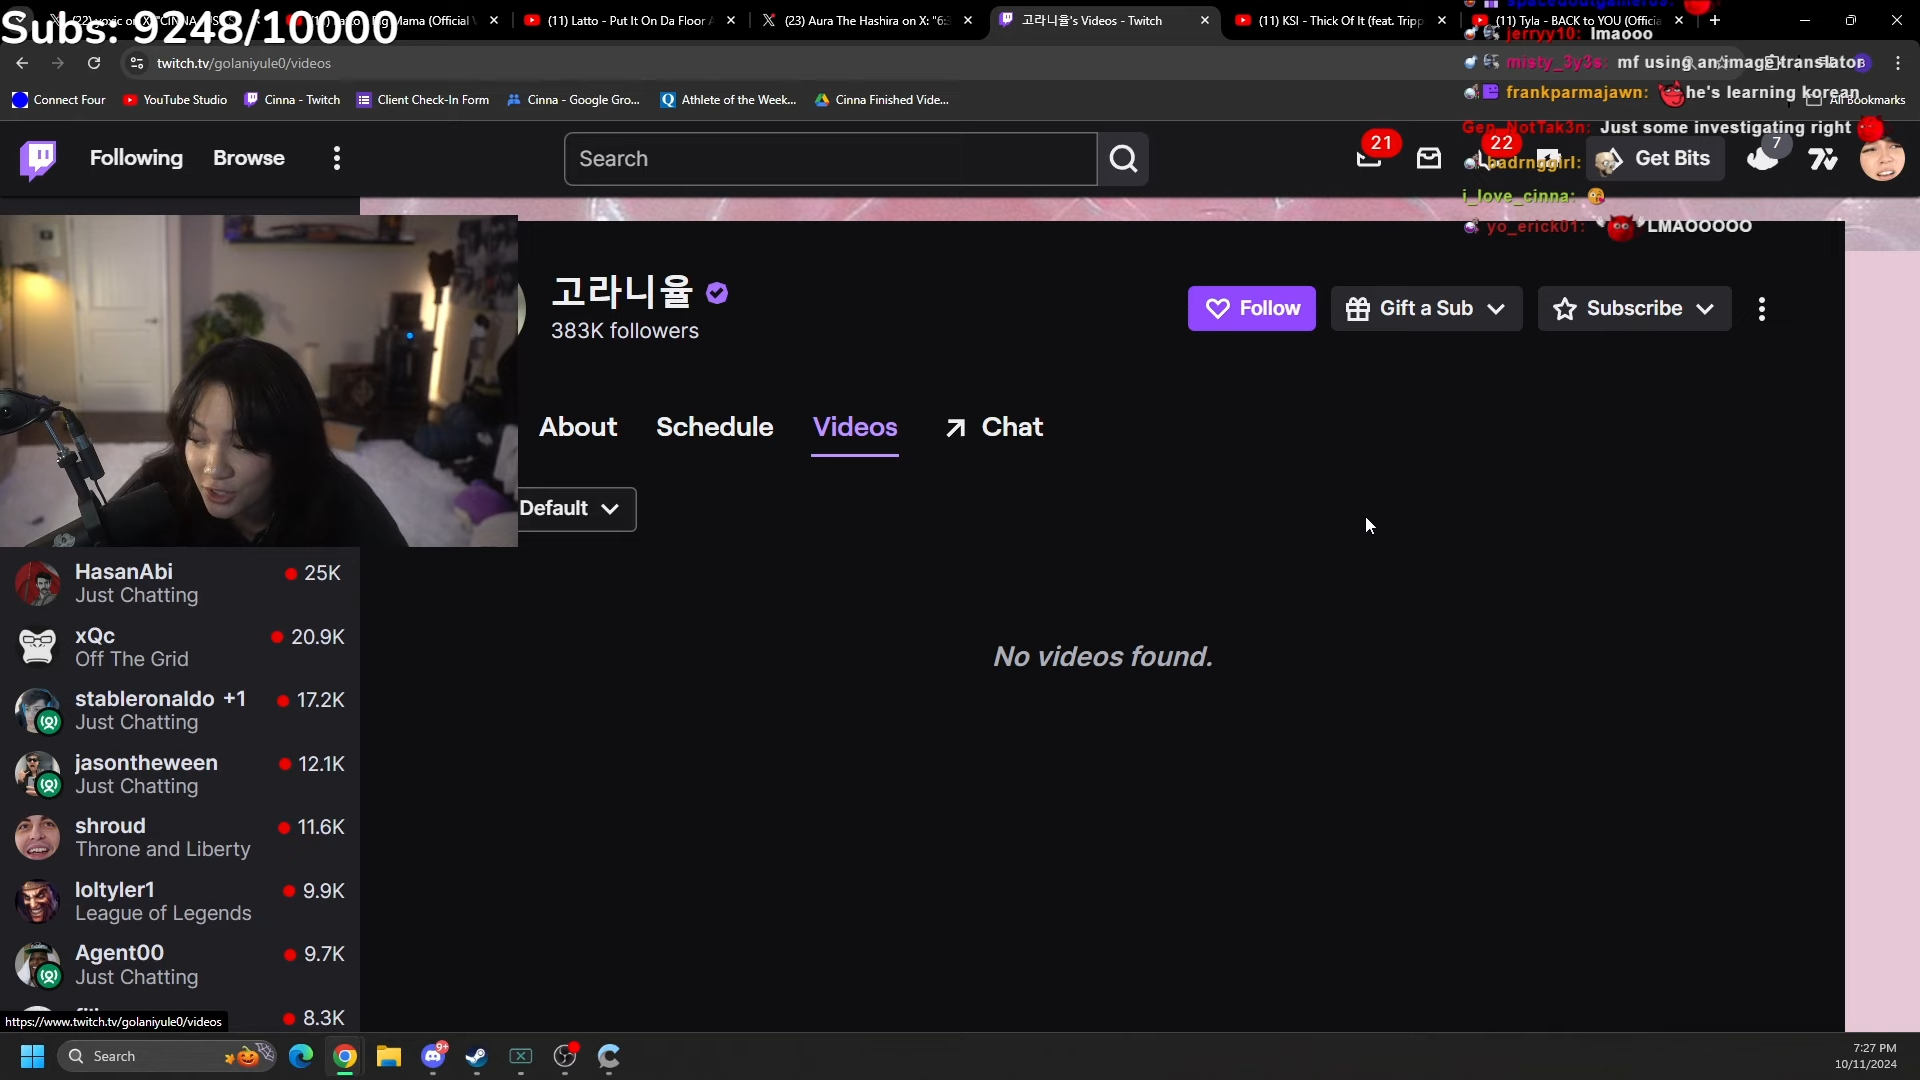 Subs: 9248/10000
(11) Latto - Put It On Da Floor
(23) Aura The Hashira on X: "6:
고라니율's Videos - Twitch
(11) KSI - Thick Of It (feat. Tripp
(11) Tyla - BACK to YOU (Officia
jerryy10: lmaooo
twitch.tv/golaniyule0/videos
misty_3y3s: mf using an image translator
Connect Four
YouTube Studio
Cinna - Twitch
Client Check-In Form
Cinna - Google Gro...
Athlete of the Week...
Cinna Finished Vide...
frankparmajawn: he's learning korean
All Bookmarks
Gen_NotTak3n: Just some investigating right
Following
Browse
Search
21
22
Get Bits
7
badrnggirl:
i_love_cinna:
yo_erick01: LMAOOOOO
고라니율
383K followers
Follow
Gift a Sub
Subscribe
About
Schedule
Videos
Chat
Default
No videos found.
HasanAbi
25K
Just Chatting
xQc
20.9K
Off The Grid
stableronaldo +1
17.2K
Just Chatting
jasontheween
12.1K
Just Chatting
shroud
11.6K
Throne and Liberty
loltyler1
9.9K
League of Legends
Agent00
9.7K
Just Chatting
8.3K
https://www.twitch.tv/golaniyule0/videos
Search
9+
7:27 PM
10/11/2024